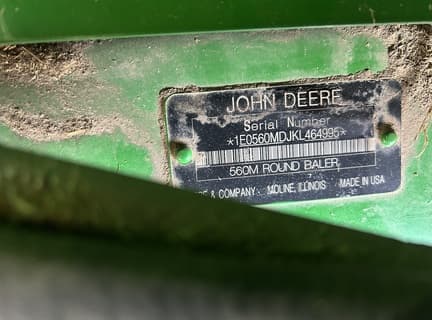 JOHN DEERE
Serial Number
*1E0560MDJKL464995*
560M ROUND BALER
& COMPANY MOLINE, ILLINOIS MADE IN USA